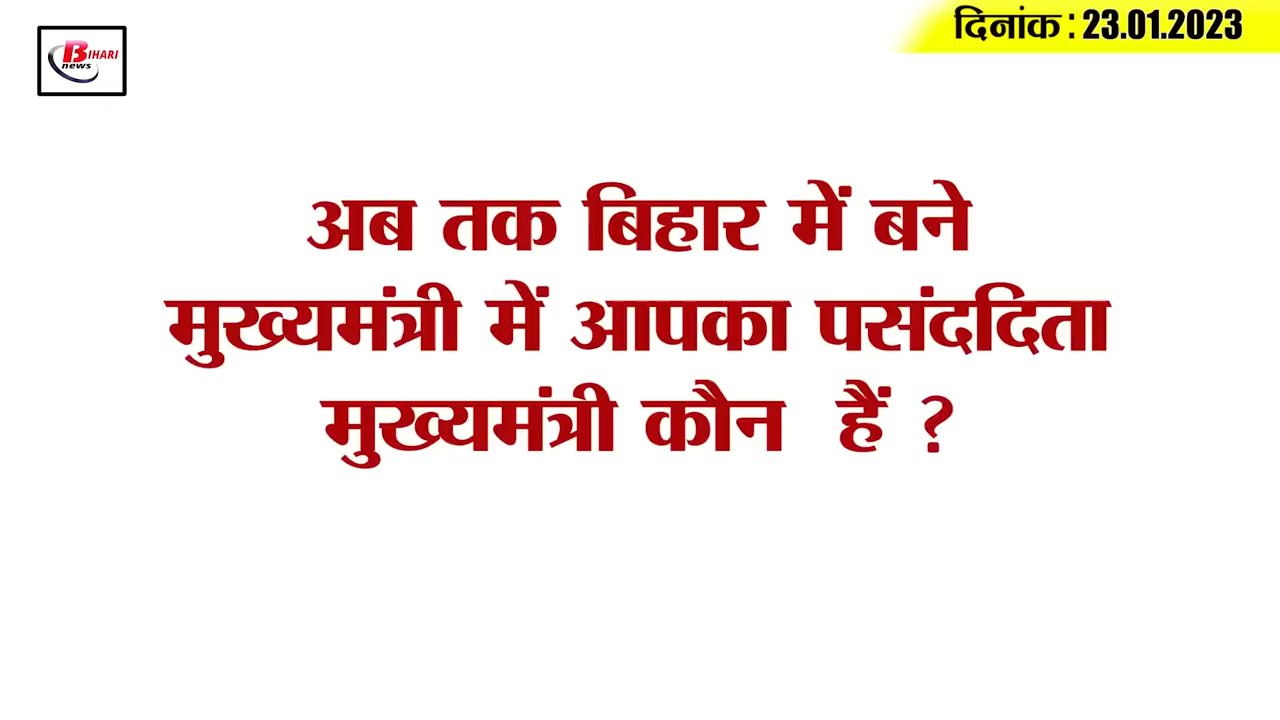 BIHARI
news
दिनांक : 23.01.2023
अब तक बिहार में बने
मुख्यमंत्री में आपका पसंददिता
मुख्यमंत्री कौन हैं ?